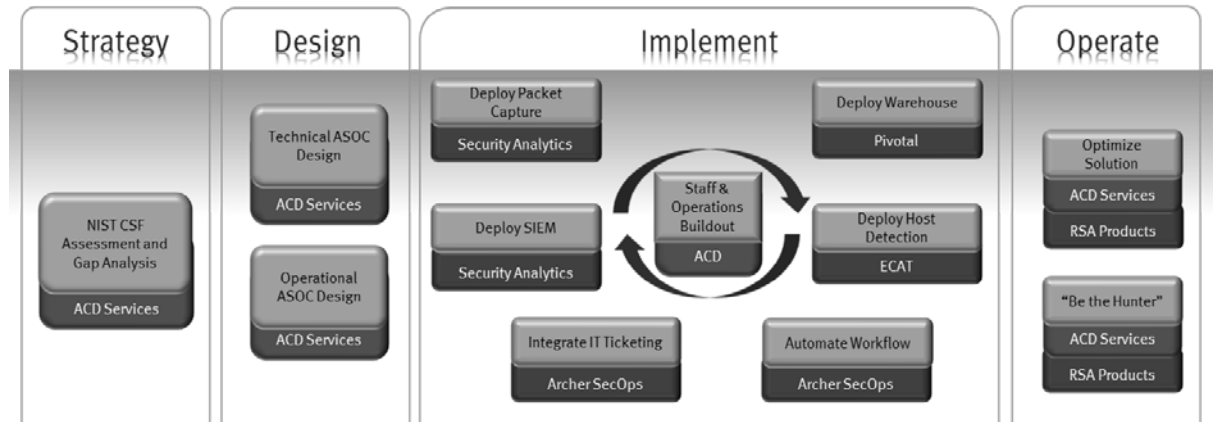 Strategy
NIST CSF
Assessment and
Gap Analysis
ACD Services
Design
Technical ASOC
Design
ACD Services
Operational
ASOC Design
ACD Services
Implement
Deploy Packet
Capture
Security Analytics
Deploy Warehouse
Pivotal
Deploy SIEM
Security Analytics
Staff &
Operations
Buildout
ACD
Deploy Host
Detection
ECAT
Integrate IT Ticketing
Archer SecOps
Automate Workflow
Archer SecOps
Operate
Optimize
Solution
ACD Services
RSA Products
“Be the Hunter”
ACD Services
RSA Products